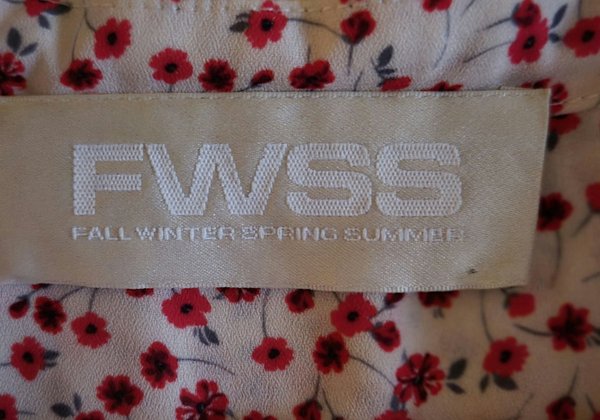 FWSS
FALL WINTER SPRING SUMMER